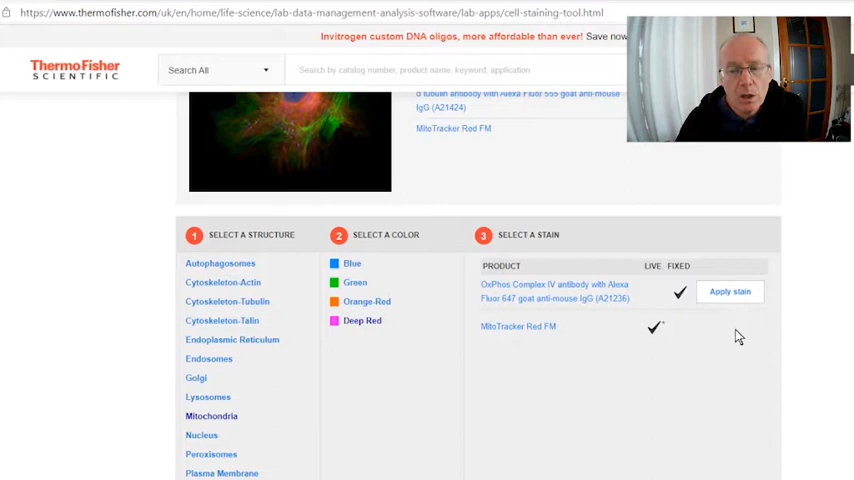 https://www.thermofisher.com/uk/en/home/life-science/lab-data-management-analysis-software/lab-apps/cell-staining-tool.html
Invitrogen custom DNA oligos, more affordable than ever! Save now
ThermoFisher
SCIENTIFIC
Search All
Search by catalog number, product name, keyword, application
α tubulin antibody with Alexa Fluor 555 goat anti-mouse
IgG (A21424)
MitoTracker Red FM
1 SELECT A STRUCTURE
2 SELECT A COLOR
3 SELECT A STAIN
Autophagosomes
Cytoskeleton-Actin
Cytoskeleton-Tubulin
Cytoskeleton-Talin
Endoplasmic Reticulum
Endosomes
Golgi
Lysosomes
Mitochondria
Nucleus
Peroxisomes
Plasma Membrane
Blue
Green
Orange-Red
Deep Red
PRODUCT LIVE FIXED
OxPhos Complex IV antibody with Alexa
Fluor 647 goat anti-mouse IgG (A21236)
Apply stain
MitoTracker Red FM
*